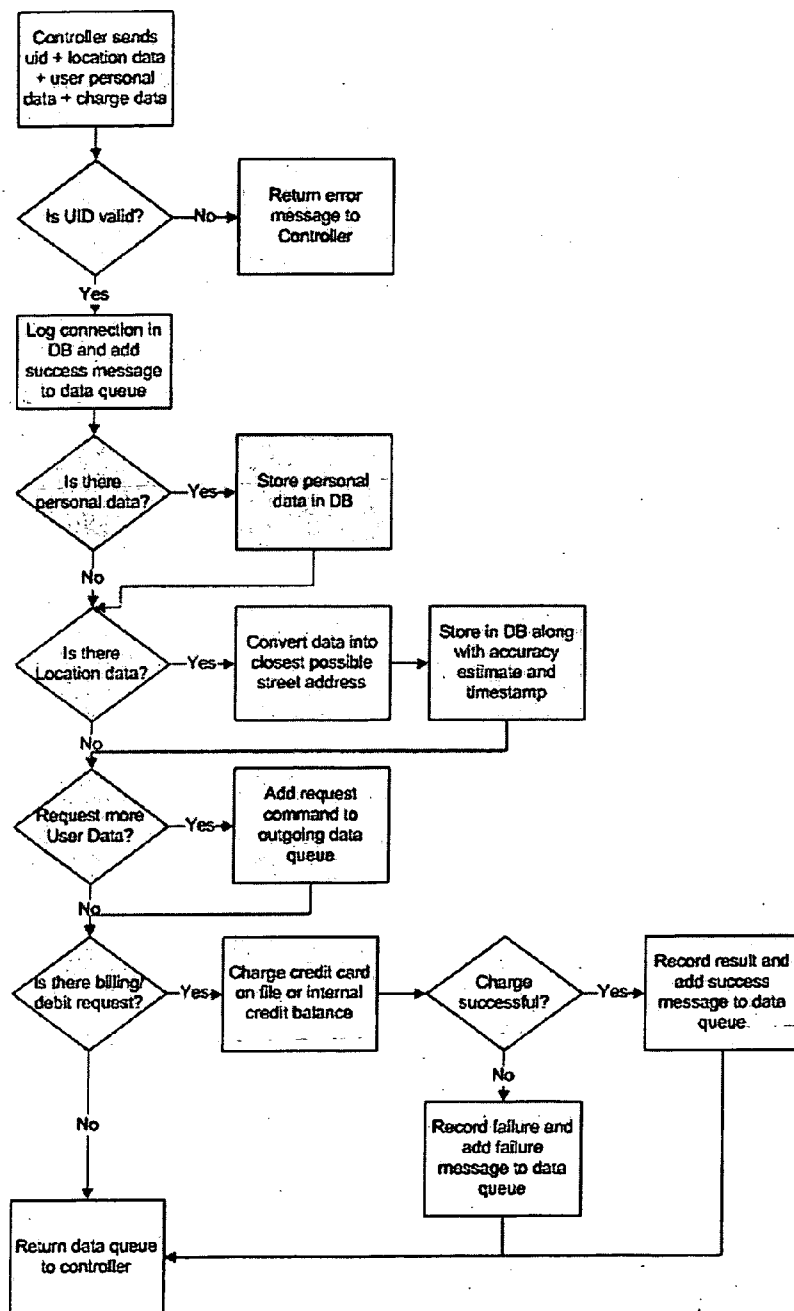 Controller sends
uid + location data
+ user personal
data + charge data
Is UID valid?
No
Return error
message to
Controller
Yes
Log connection in
DB and add
success message
to data queue
Is there
personal data?
Yes
Store personal
data in DB
No
Is there
Location data?
Yes
Convert data into
closest possible
street address
Store in DB along
with accuracy
estimate and
timestamp
No
Request more
User Data?
Yes
Add request
command to
outgoing data
queue
No
Is there billing/
debit request?
Yes
Charge credit card
on file or internal
credit balance
Charge
successful?
Yes
Record result and
add success
message to data
queue
No
No
Record failure and
add failure
message to data
queue
Return data queue
to controller